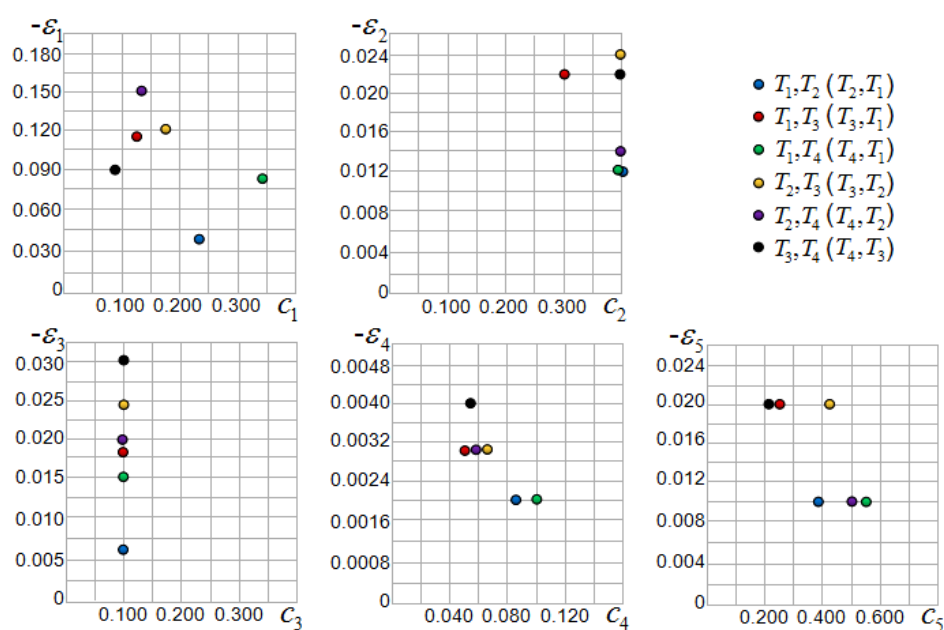 -ε₁
0.180
0.150
0.120
0.090
0.060
0.030
0
0.100 0.200 0.300 c₁
-ε₂
0.024
0.020
0.016
0.012
0.008
0.004
0
0.100 0.200 0.300 c₂
T₁,T₂ (T₂,T₁)
T₁,T₃ (T₃,T₁)
T₁,T₄ (T₄,T₁)
T₂,T₃ (T₃,T₂)
T₂,T₄ (T₄,T₂)
T₃,T₄ (T₄,T₃)
-ε₃
0.030
0.025
0.020
0.015
0.010
0.005
0
0.100 0.200 0.300 c₃
-ε₄
0.0048
0.0040
0.0032
0.0024
0.0016
0.0008
0
0.040 0.080 0.120 c₄
-ε₅
0.024
0.020
0.016
0.012
0.008
0.004
0
0.200 0.400 0.600 c₅